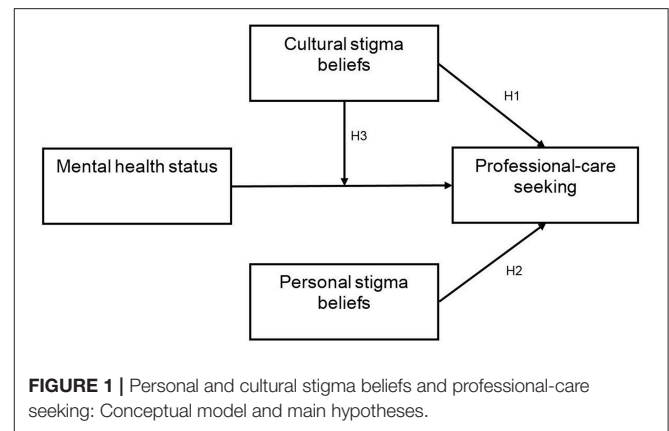 Cultural stigma
beliefs
H1
H3
Mental health status
Professional-care
seeking
H2
Personal stigma
beliefs
FIGURE 1 | Personal and cultural stigma beliefs and professional-care
seeking: Conceptual model and main hypotheses.